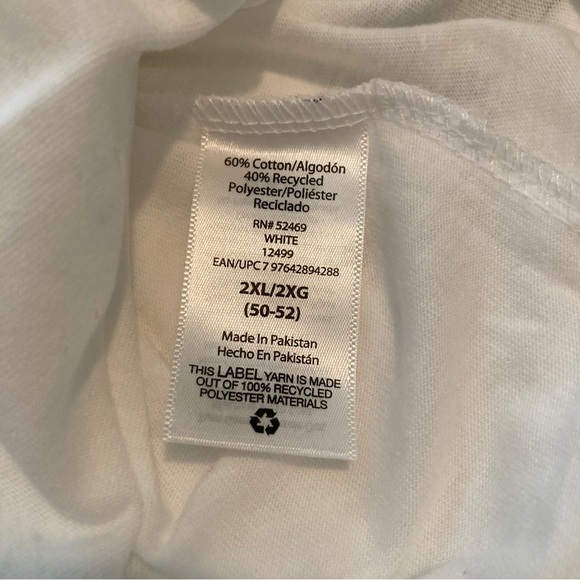 60% Cotton/Algodón
40% Recycled
Polyester/Poliéster
Reciclado
RN# 52469
WHITE
12499
EAN/UPC 7 97642894288
2XL/2XG
(50-52)
Made In Pakistan
Hecho En Pakistán
THIS LABEL YARN IS MADE
OUT OF 100% RECYCLED
POLYESTER MATERIALS